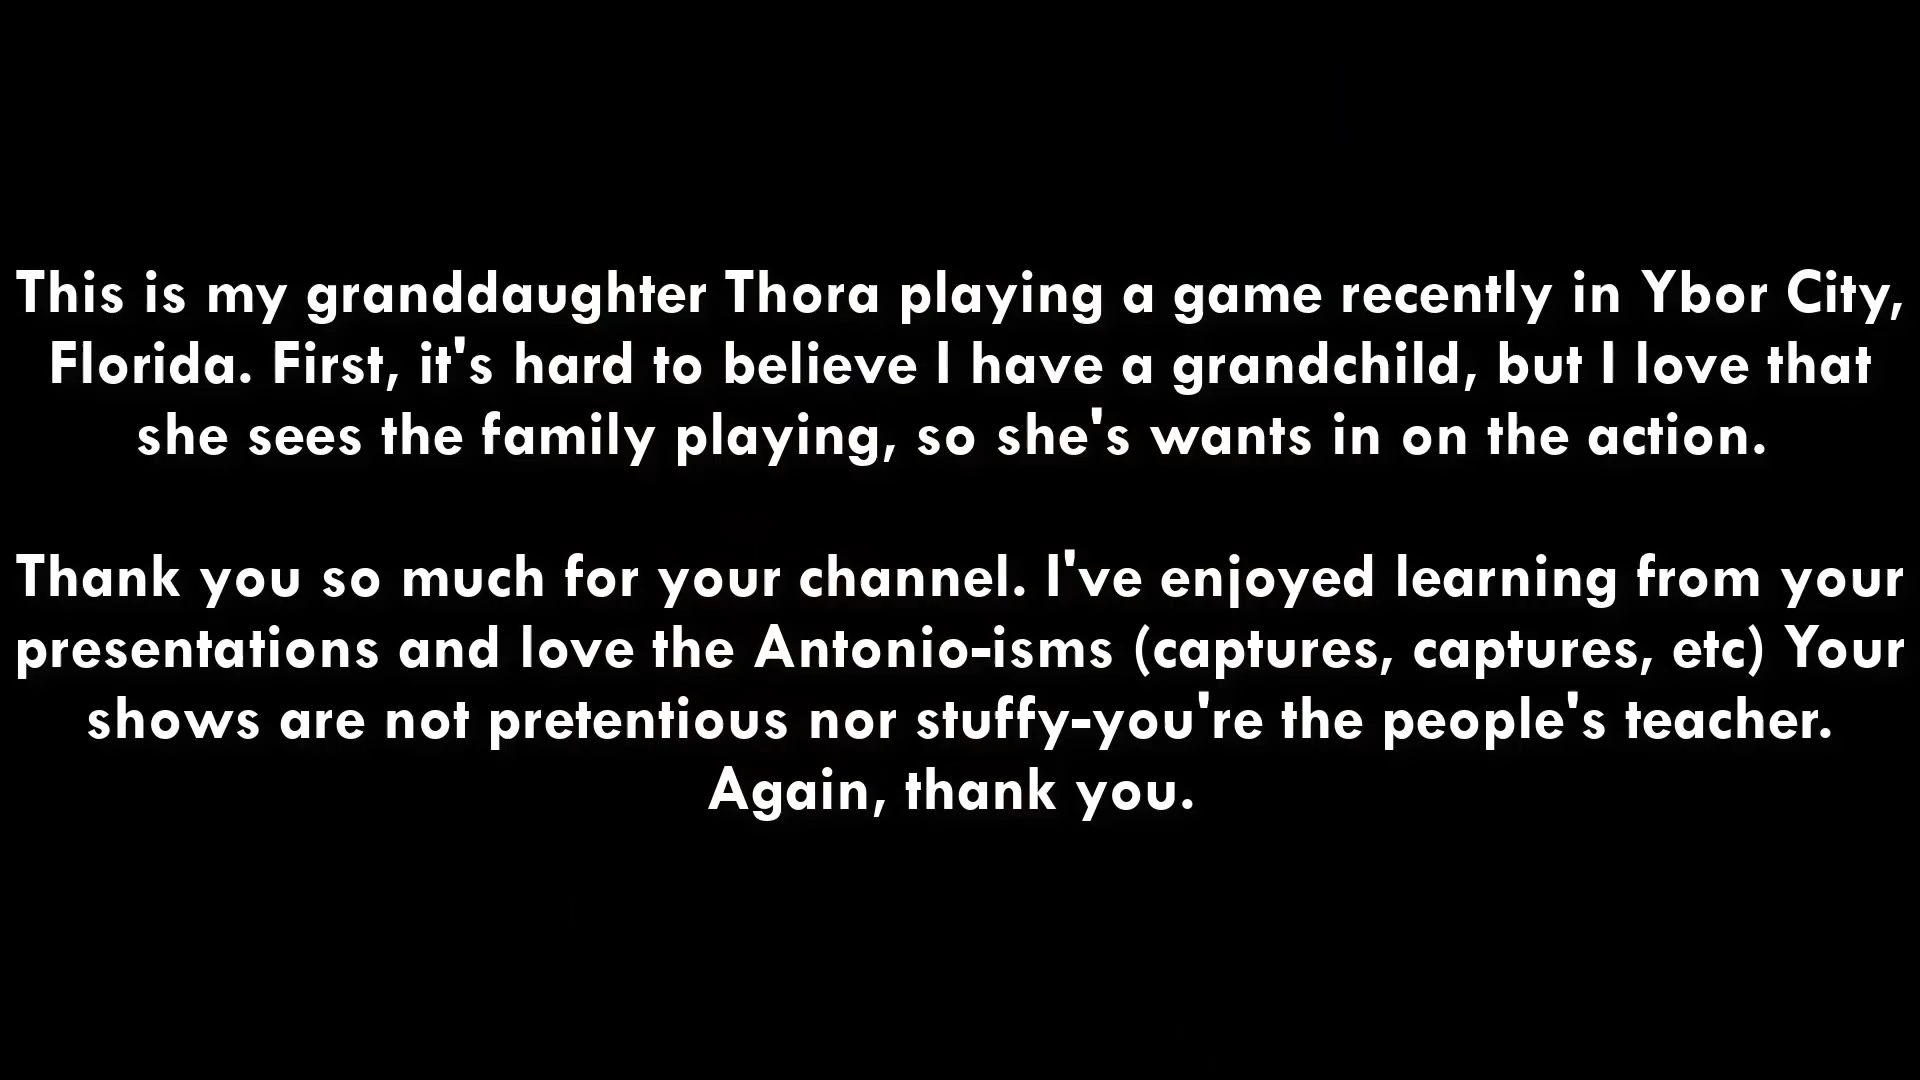 This is my granddaughter Thora playing a game recently in Ybor City,
Florida. First, it's hard to believe I have a grandchild, but I love that
she sees the family playing, so she's wants in on the action.
Thank you so much for your channel. I've enjoyed learning from your
presentations and love the Antonio-isms (captures, captures, etc) Your
shows are not pretentious nor stuffy-you're the people's teacher.
Again, thank you.